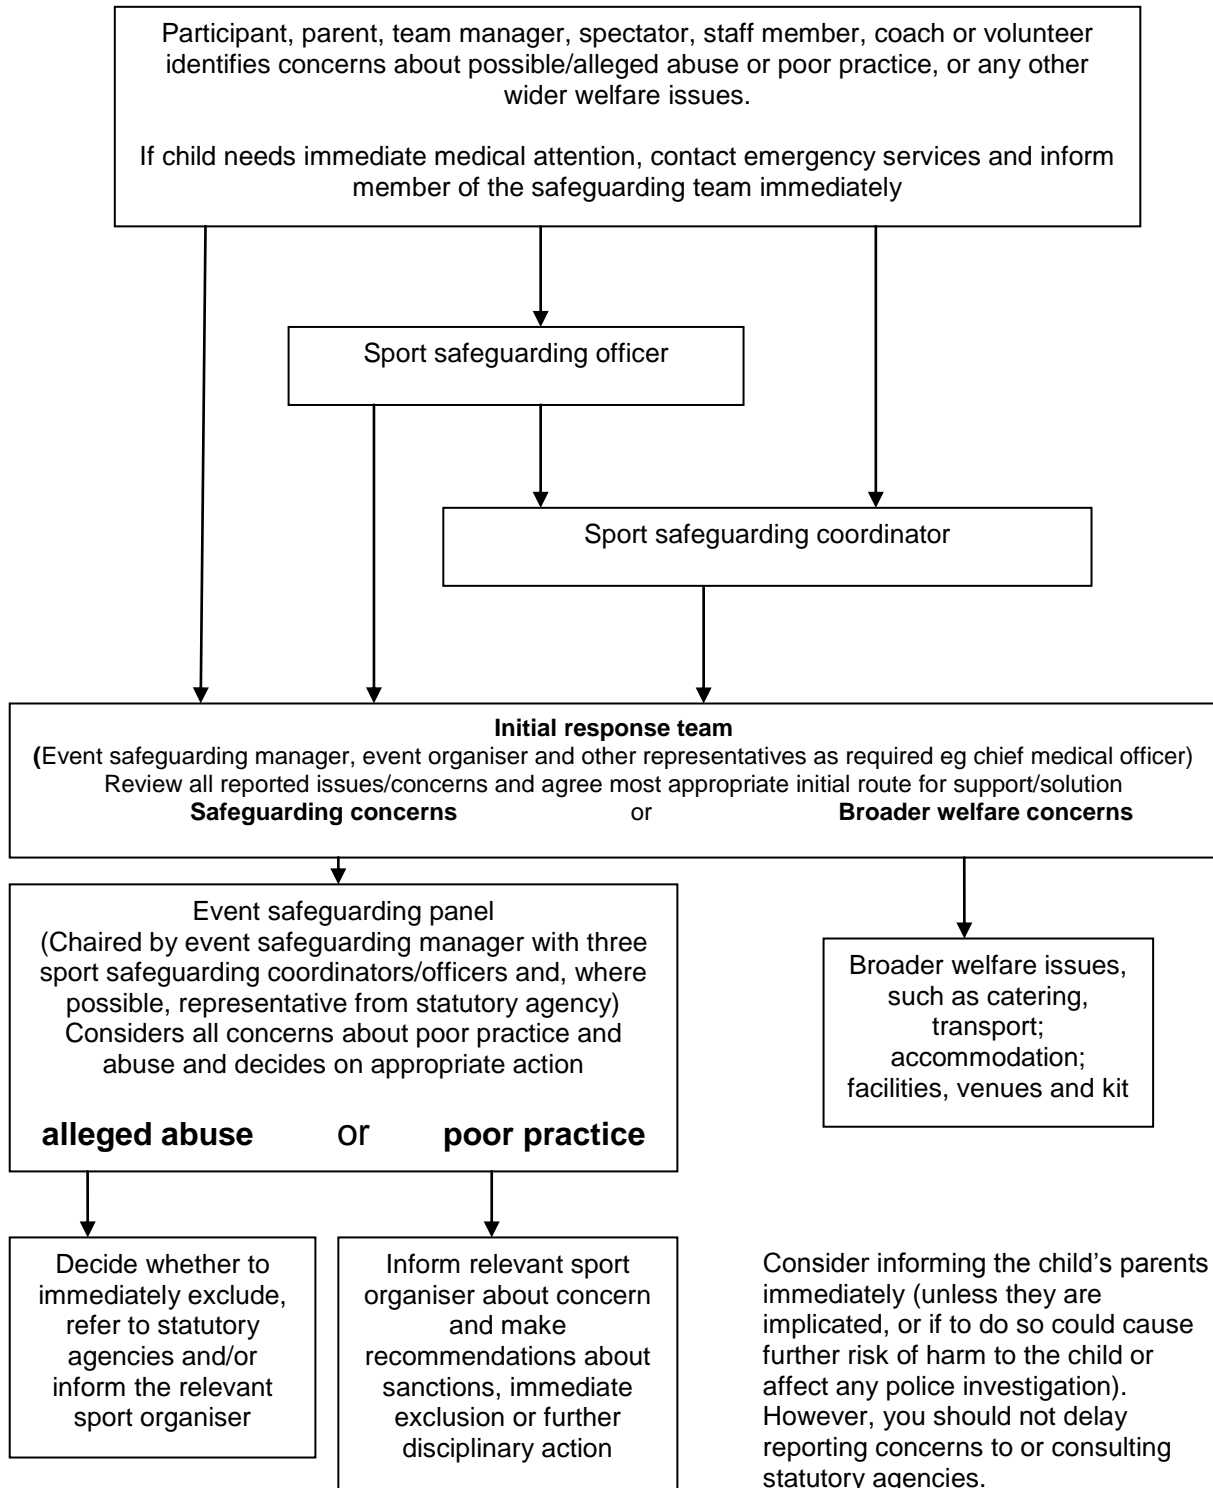 Participant, parent, team manager, spectator, staff member, coach or volunteer
identifies concerns about possible/alleged abuse or poor practice, or any other
wider welfare issues.
If child needs immediate medical attention, contact emergency services and inform
member of the safeguarding team immediately
Sport safeguarding officer
Sport safeguarding coordinator
Initial response team
(Event safeguarding manager, event organiser and other representatives as required eg chief medical officer)
Review all reported issues/concerns and agree most appropriate initial route for support/solution
Safeguarding concerns or Broader welfare concerns
Event safeguarding panel
(Chaired by event safeguarding manager with three
sport safeguarding coordinators/officers and, where
possible, representative from statutory agency)
Considers all concerns about poor practice and
abuse and decides on appropriate action
alleged abuse or poor practice
Broader welfare issues,
such as catering,
transport;
accommodation;
facilities, venues and kit
Decide whether to
immediately exclude,
refer to statutory
agencies and/or
inform the relevant
sport organiser
Inform relevant sport
organiser about concern
and make
recommendations about
sanctions, immediate
exclusion or further
disciplinary action
Consider informing the child's parents
immediately (unless they are
implicated, or if to do so could cause
further risk of harm to the child or
affect any police investigation).
However, you should not delay
reporting concerns to or consulting
statutory agencies.